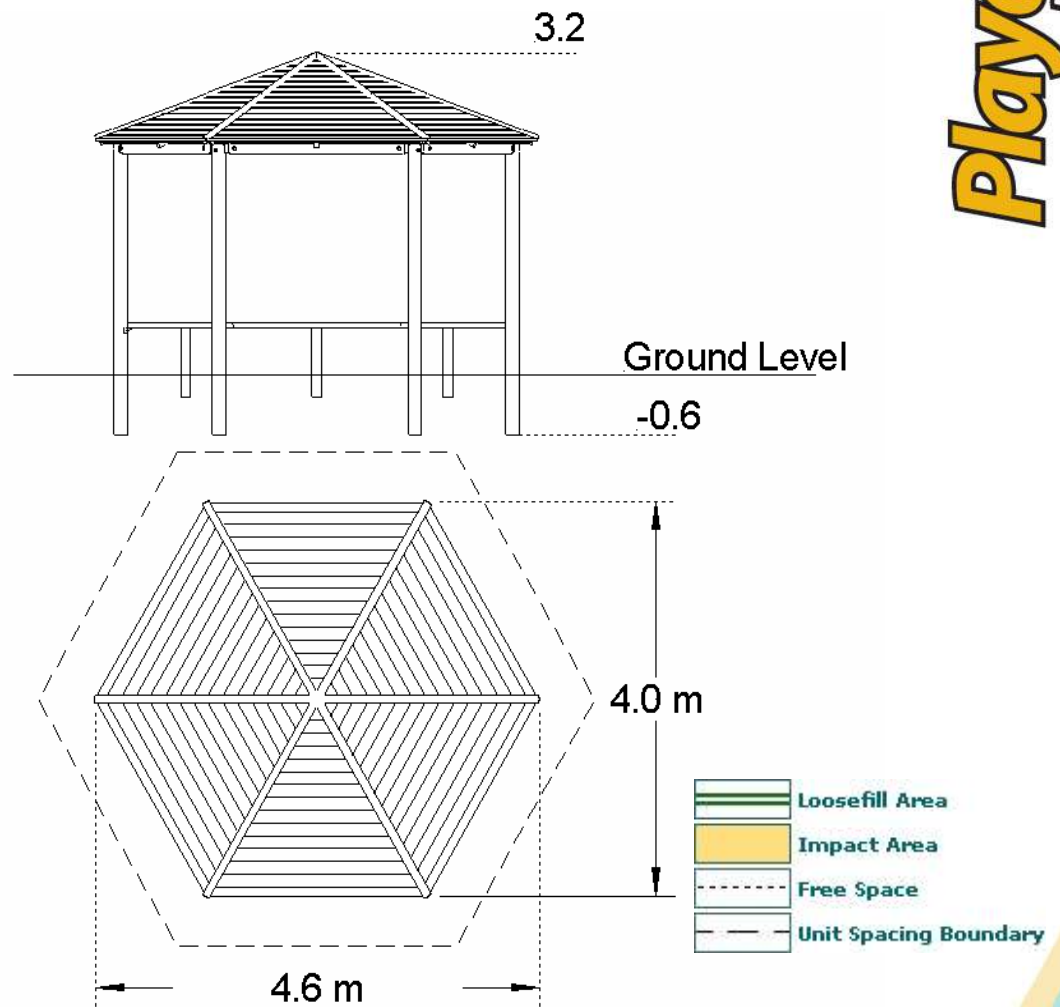 3.2
Ground Level
-0.6
4.0 m
4.6 m
Loosefill Area
Impact Area
Free Space
Unit Spacing Boundary